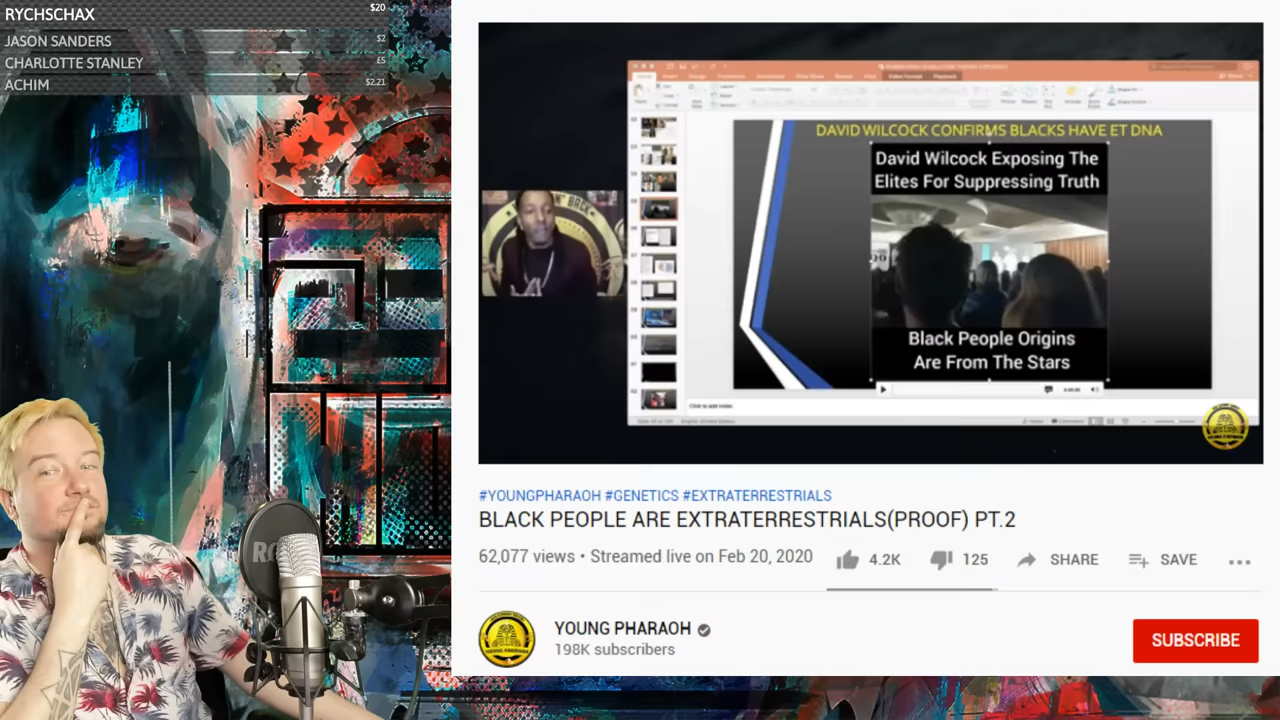 RYCHSCHAX $20
JASON SANDERS $2
CHARLOTTE STANLEY £5
ACHIM $2.21
DAVID WILCOCK CONFIRMS BLACKS HAVE ET DNA
David Wilcock Exposing The
Elites For Suppressing Truth
Black People Origins
Are From The Stars
#YOUNGPHARAOH #GENETICS #EXTRATERRESTRIALS
BLACK PEOPLE ARE EXTRATERRESTRIALS(PROOF) PT.2
62,077 views • Streamed live on Feb 20, 2020 4.2K 125 SHARE SAVE
YOUNG PHARAOH
198K subscribers
SUBSCRIBE